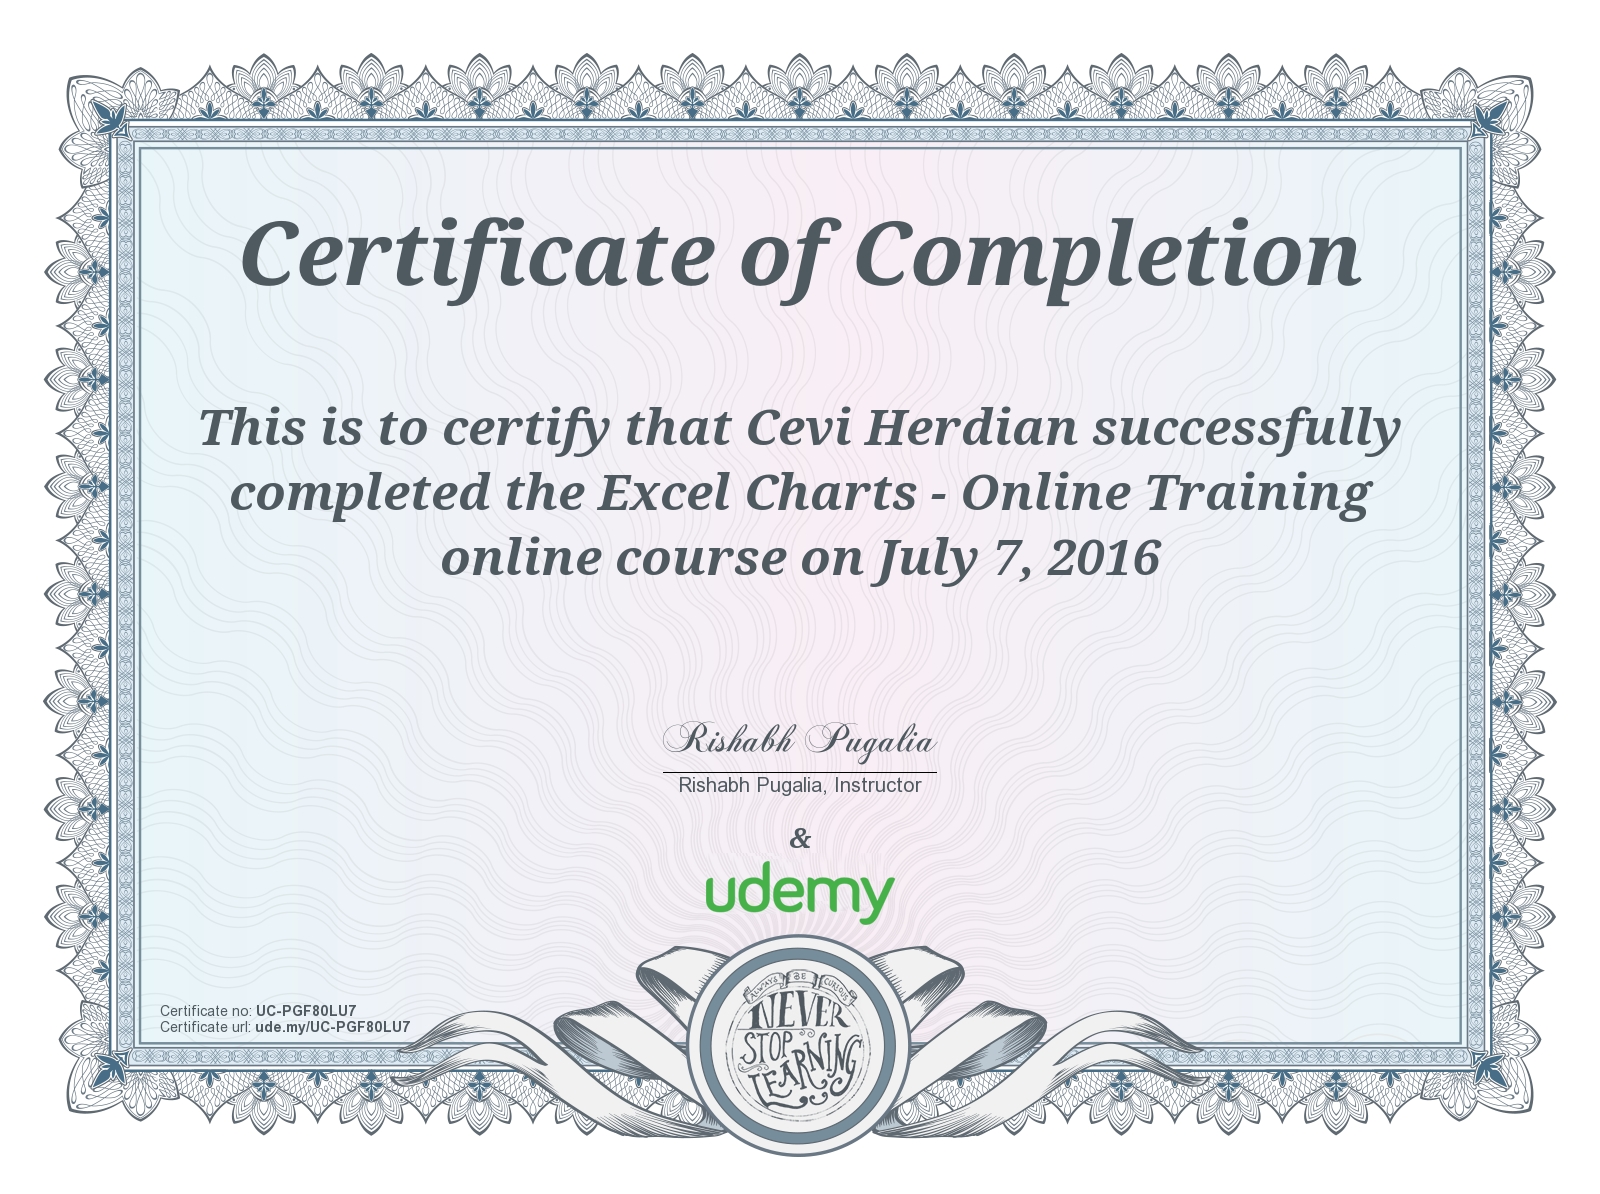 Certificate of Completion
This is to certify that Cevi Herdian successfully
completed the Excel Charts - Online Training
online course on July 7, 2016
Rishabh Pugalia
Rishabh Pugalia, Instructor
&
udemy
ALWAYS BE CURIOUS
NEVER
STOP
LEARNING
Certificate no: UC-PGF80LU7
Certificate url: ude.my/UC-PGF80LU7